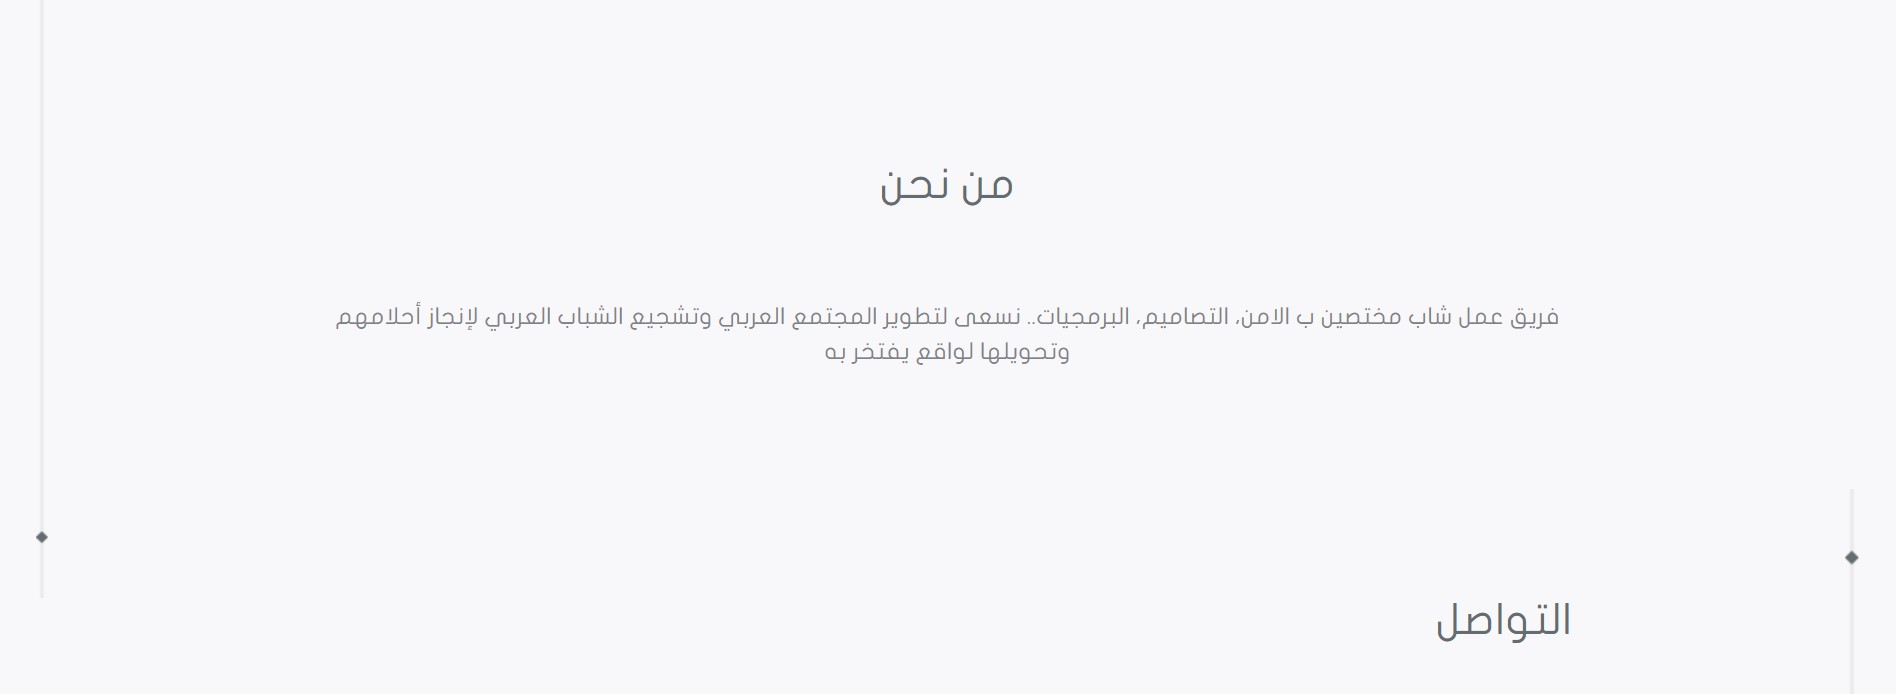 من نحن
فريق عمل شاب مختصين ب الامن، التصاميم، البرمجيات.. نسعى لتطوير المجتمع العربي وتشجيع الشباب العربي لإنجاز أحلامهم
وتحويلها لواقع يفتخر به
التواصل